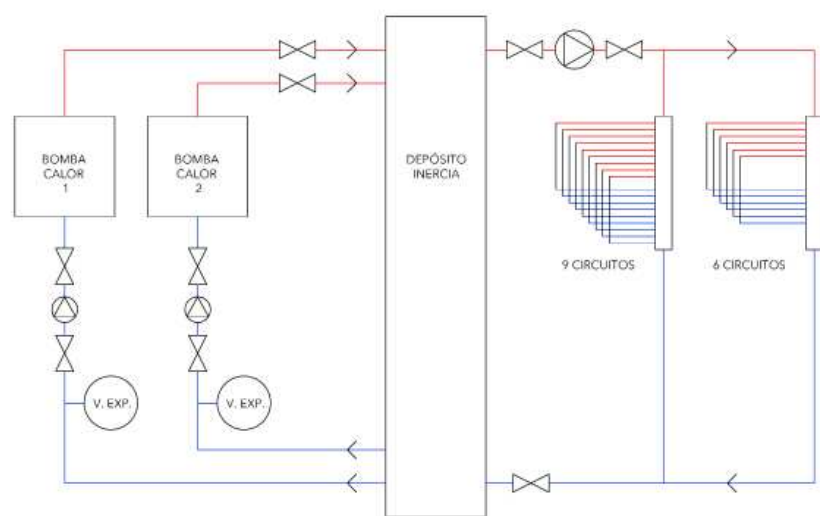 BOMBA
CALOR
1
BOMBA
CALOR
2
DEPÓSITO
INERCIA
9 CIRCUITOS
6 CIRCUITOS
V. EXP.
V. EXP.